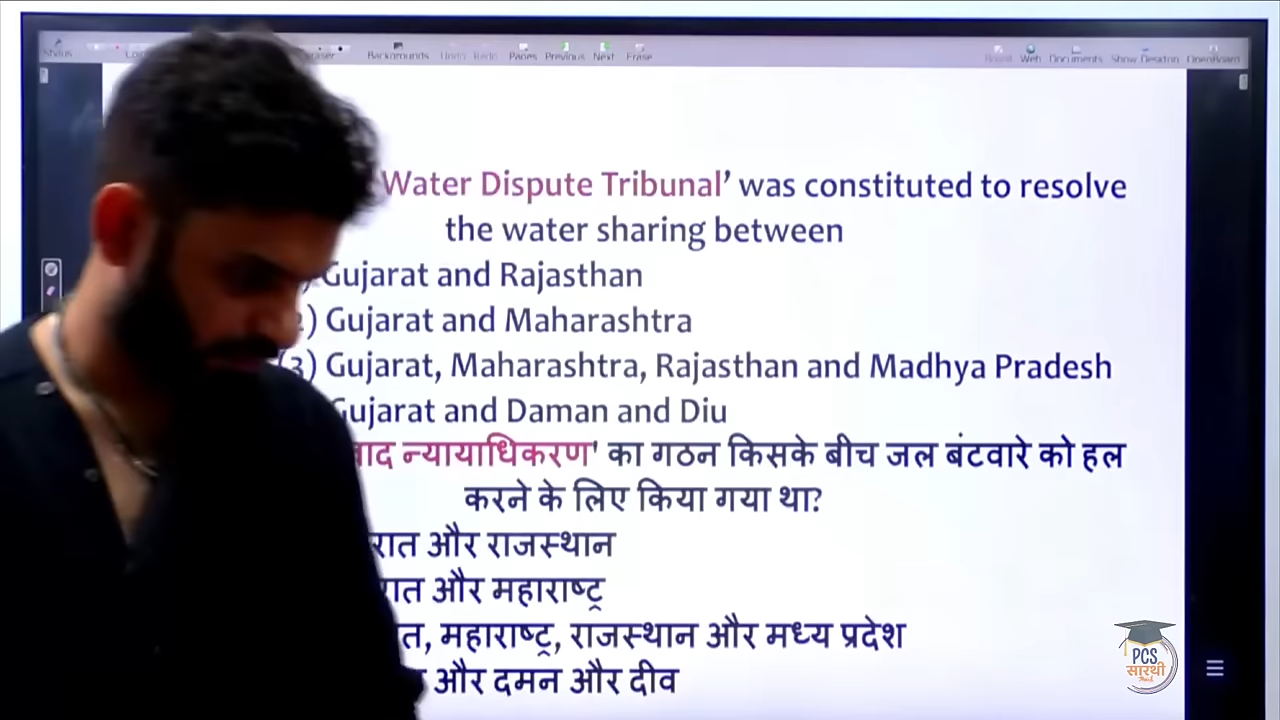 Backgrounds Undo Redo Pages Previous Next Erase
Board Web Documents Show Desktop OpenBoard
Water Dispute Tribunal’ was constituted to resolve
the water sharing between
) Gujarat and Rajasthan
) Gujarat and Maharashtra
(3) Gujarat, Maharashtra, Rajasthan and Madhya Pradesh
Gujarat and Daman and Diu
न्यायाधिकरण' का गठन किसके बीच जल बंटवारे को हल
करने के लिए किया गया था?
और राजस्थान
और महाराष्ट्र
महाराष्ट्र, राजस्थान और मध्य प्रदेश
और दमन और दीव
PCS
सारथी